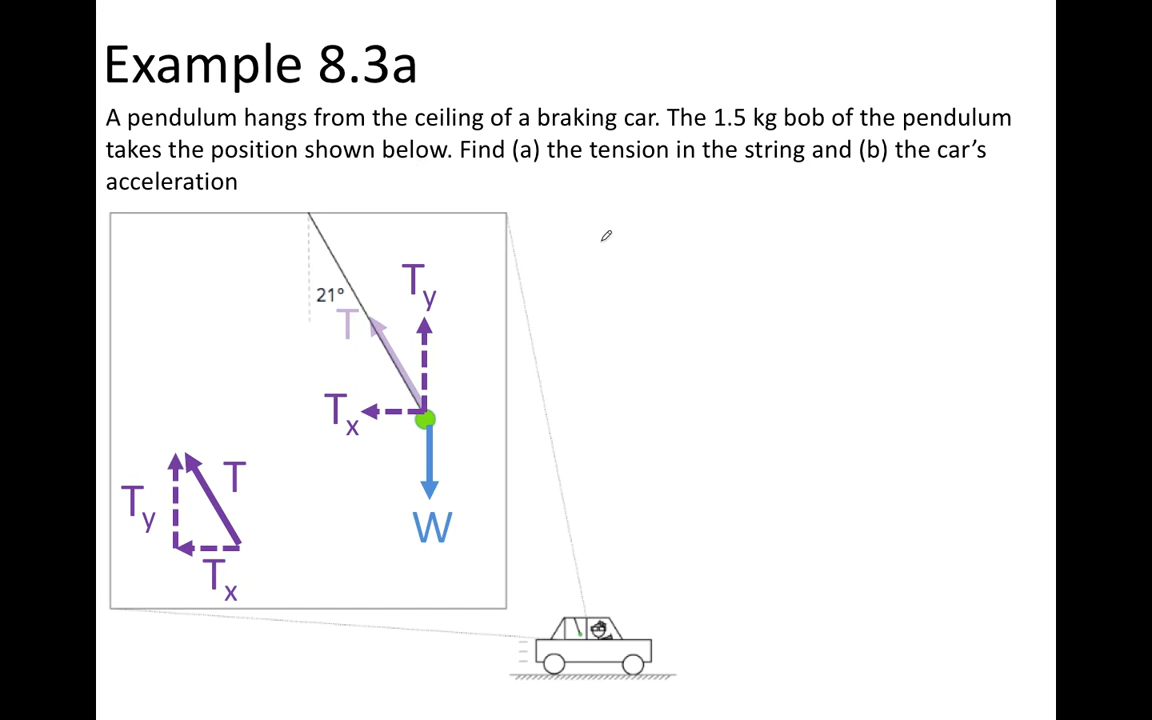 Example 8.3a
A pendulum hangs from the ceiling of a braking car. The 1.5 kg bob of the pendulum
takes the position shown below. Find (a) the tension in the string and (b) the car’s
acceleration
21°
T
Ty
Tx
W
T
Ty
Tx